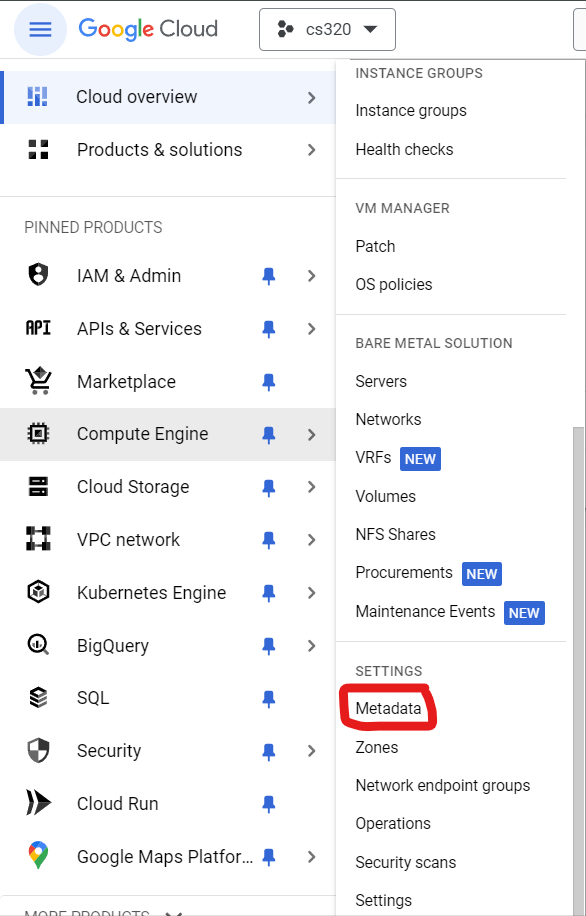 Google Cloud
cs320
Cloud overview
Products & solutions
PINNED PRODUCTS
IAM & Admin
API APIs & Services
Marketplace
Compute Engine
Cloud Storage
VPC network
Kubernetes Engine
BigQuery
SQL
Security
Cloud Run
Google Maps Platfor...
MORE PRODUCTS
INSTANCE GROUPS
Instance groups
Health checks
VM MANAGER
Patch
OS policies
BARE METAL SOLUTION
Servers
Networks
VRFs NEW
Volumes
NFS Shares
Procurements NEW
Maintenance Events NEW
SETTINGS
Metadata
Zones
Network endpoint groups
Operations
Security scans
Settings